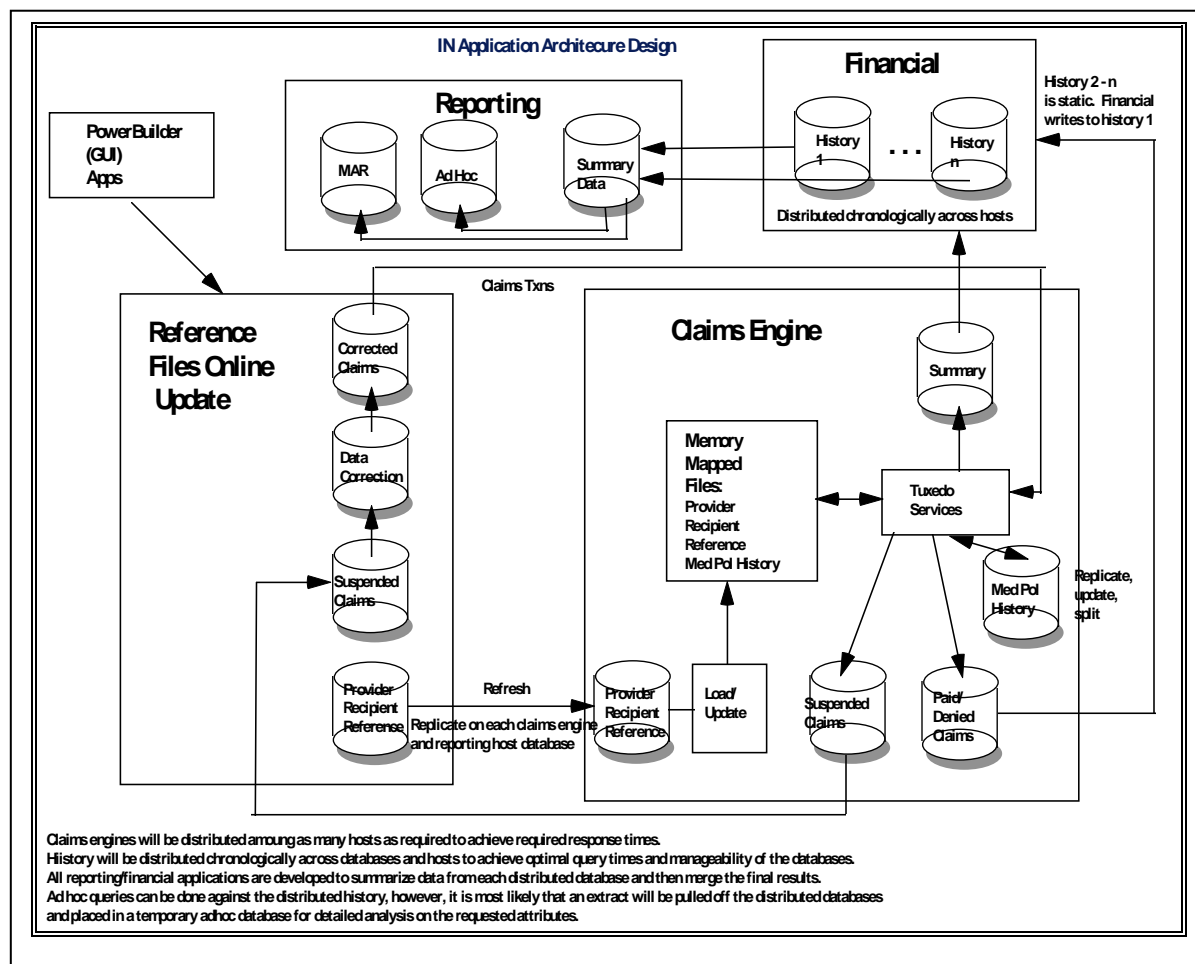 IN Application Architecure Design
Financial
History 2 - n
is static. Financial
writes to history 1
Reporting
PowerBuilder
(GUI)
Apps
MAR
Ad Hoc
Summary
Data
History
1
. . .
History
n
Distributed chronologically across hosts
Claims Txns
Reference
Files Online
Update
Corrected
Claims
Data
Correction
Suspended
Claims
Provider
Recipient
Reference
Refresh
Replicate on each claims engine
and reporting host database
Claims Engine
Summary
Memory
Mapped
Files:
Provider
Recipient
Reference
Med Pol History
Tuxedo
Services
Med Pol
History
Replicate,
update,
split
Provider
Recipient
Reference
Load/
Update
Suspended
Claims
Paid/
Denied
Claims
Claims engines will be distributed amoung as many hosts as required to achieve required response times.
Hiistory will be distributed chronologically across databases and hosts to achieve optimal query times and manageability of the databases.
All reporting/financial applications are developed to summarize data from each distributed database and then merge the final results.
Ad hoc queries can be done against the distributed history, however, it is most likely that an extract will be pulled off the distributed databases
and placed in a temporary adhoc database for detailed analysis on the requested attributes.